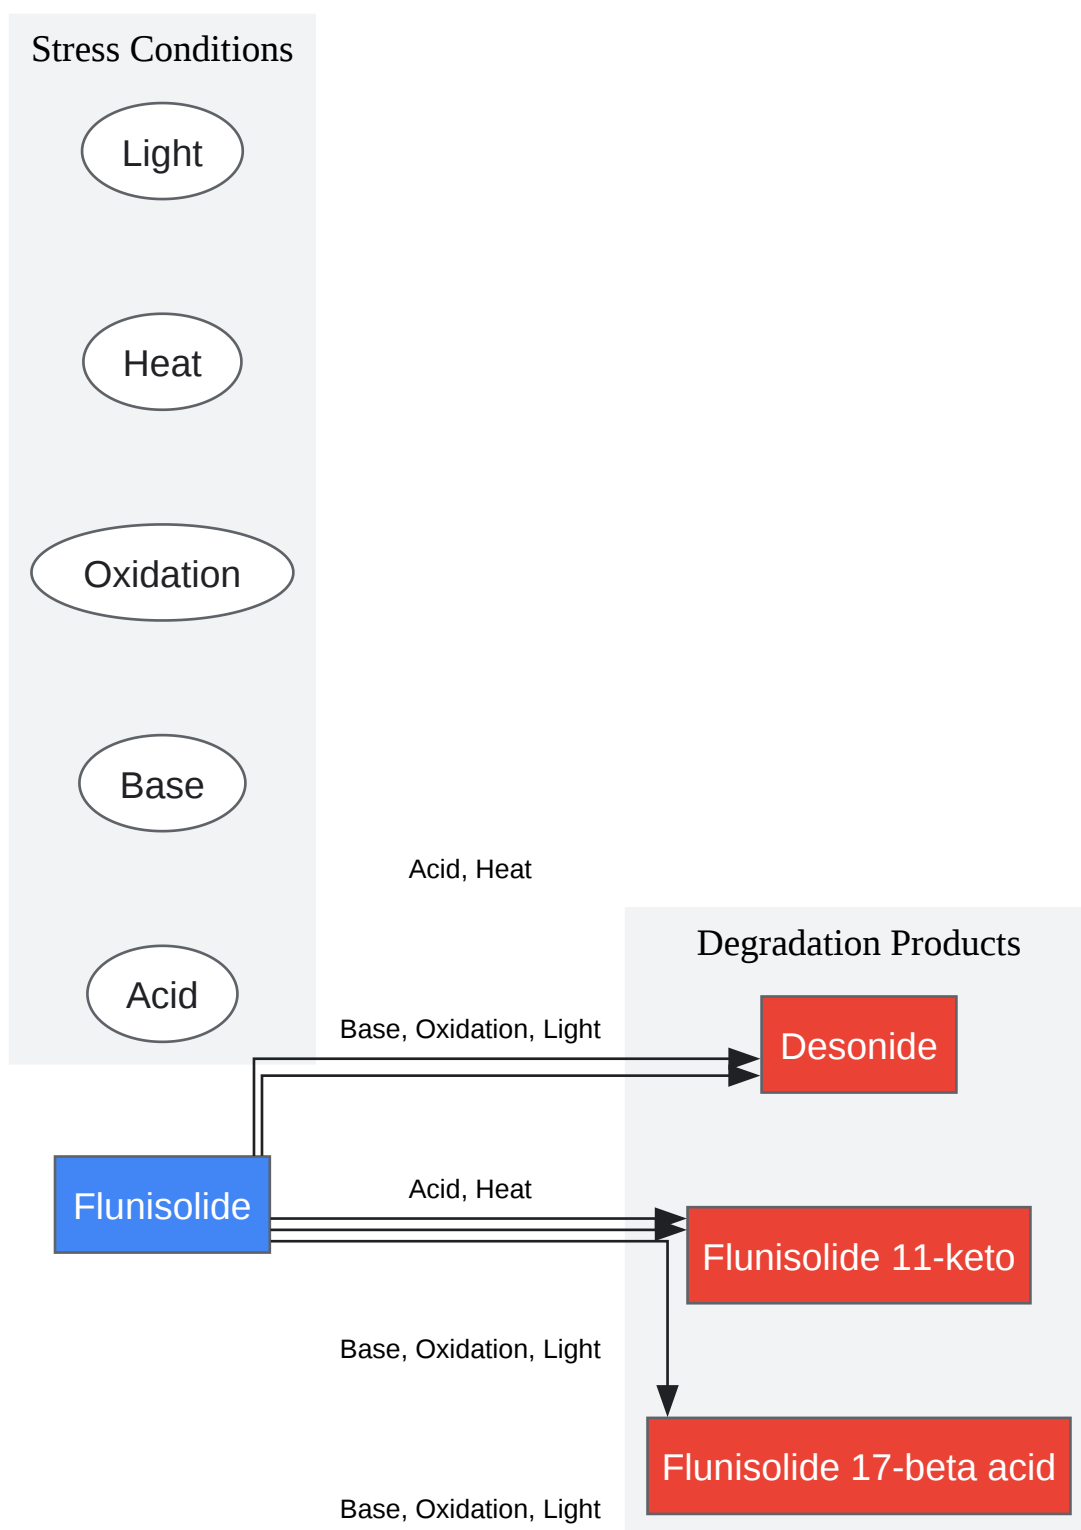 Stress Conditions
Light
Heat
Oxidation
Base
Acid
Flunisolide
Acid, Heat
Base, Oxidation, Light
Acid, Heat
Base, Oxidation, Light
Base, Oxidation, Light
Degradation Products
Desonide
Flunisolide 11-keto
Flunisolide 17-beta acid